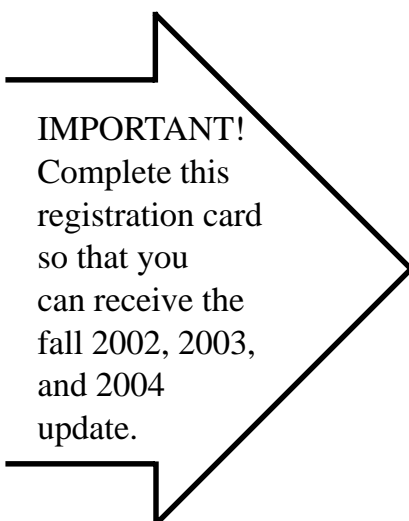 IMPORTANT!
Complete this
registration card
so that you
can receive the
fall 2002, 2003,
and 2004
update.